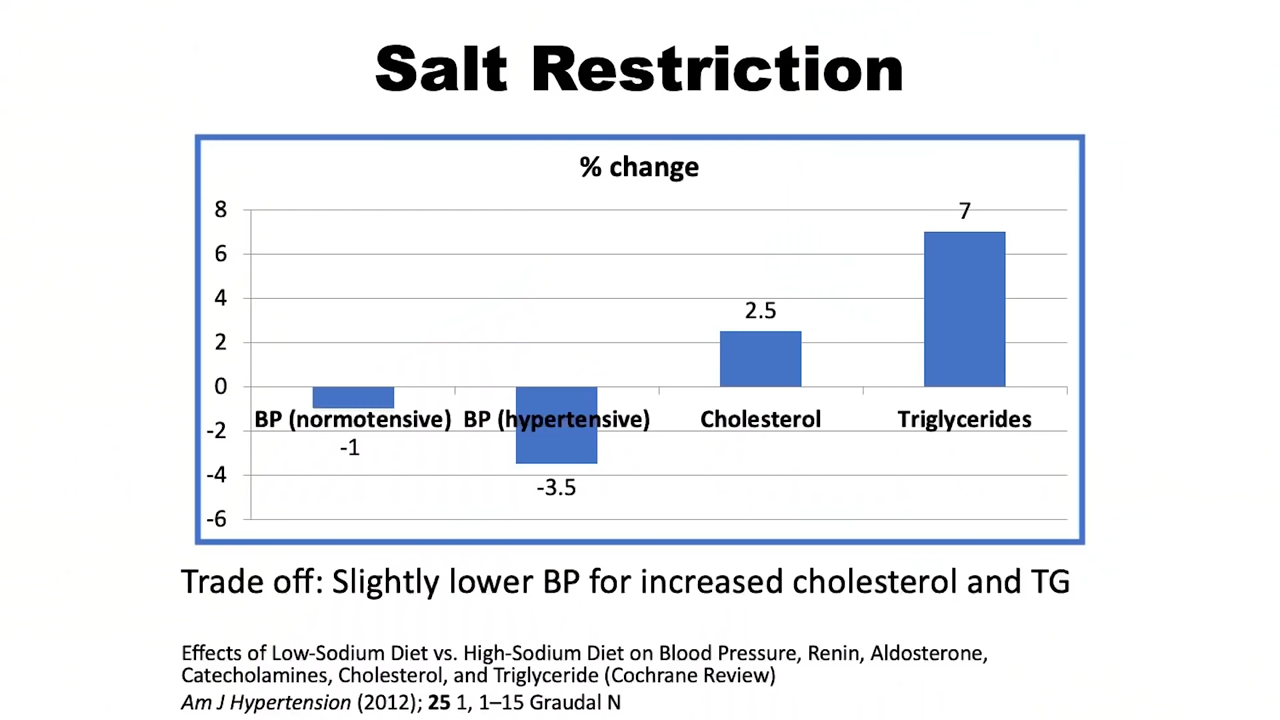 Salt Restriction
% change
8
6
4
2
0
-2
-4
-6
BP (normotensive)
-1
BP (hypertensive)
-3.5
Cholesterol
2.5
Triglycerides
7
Trade off: Slightly lower BP for increased cholesterol and TG
Effects of Low-Sodium Diet vs. High-Sodium Diet on Blood Pressure, Renin, Aldosterone,
Catecholamines, Cholesterol, and Triglyceride (Cochrane Review)
Am J Hypertension (2012); 25 1, 1–15 Graudal N